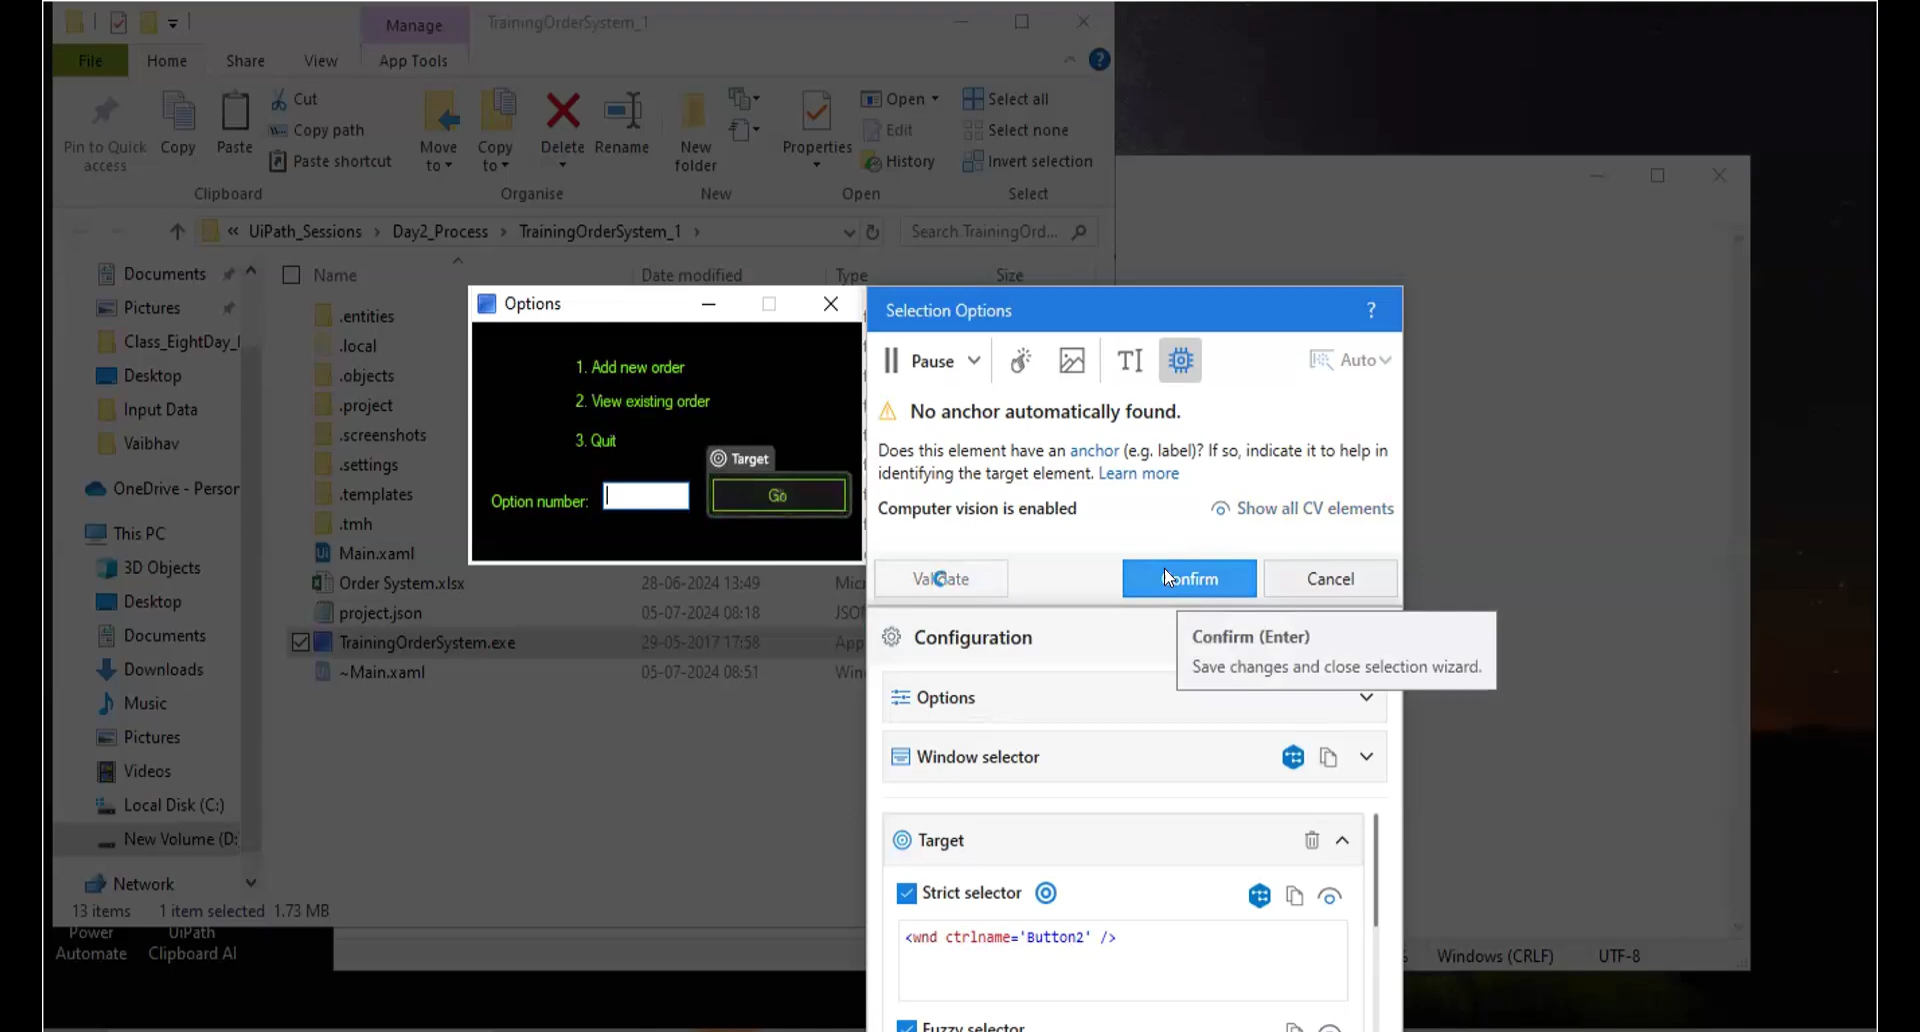 Manage
TrainingOrderSystem_1
File
Home
Share
View
App Tools
Pin to Quick access
Copy
Paste
Cut
Copy path
Paste shortcut
Clipboard
Move to
Copy to
Delete
Rename
Organise
New folder
New
Properties
Open
Edit
History
Open
Select all
Select none
Invert selection
Select
« UiPath_Sessions > Day2_Process > TrainingOrderSystem_1 >
Search TrainingOrd...
Documents
Pictures
Class_EightDay_
Desktop
Input Data
Vaibhav
OneDrive - Person
This PC
3D Objects
Desktop
Documents
Downloads
Music
Pictures
Videos
Local Disk (C:)
New Volume (D:
Network
Name
Date modified
Type
Size
.entities
.local
.objects
.project
.screenshots
.settings
.templates
.tmh
Main.xaml
Order System.xlsx 28-06-2024 13:49 Mic
project.json 05-07-2024 08:18 JSO
TrainingOrderSystem.exe 29-05-2017 17:58 App
~Main.xaml 05-07-2024 08:51 Win
13 items 1 item selected 1.73 MB
Power Automate
UiPath Clipboard AI
Options
1. Add new order
2. View existing order
3. Quit
Target
Option number:
Go
Selection Options
?
Pause
TI
Auto
No anchor automatically found.
Does this element have an anchor (e.g. label)? If so, indicate it to help in
identifying the target element. Learn more
Computer vision is enabled
Show all CV elements
Validate
Confirm
Cancel
Confirm (Enter)
Save changes and close selection wizard.
Configuration
Options
Window selector
Target
Strict selector
<wnd ctrlname='Button2' />
Fuzzy selector
Windows (CRLF)
UTF-8